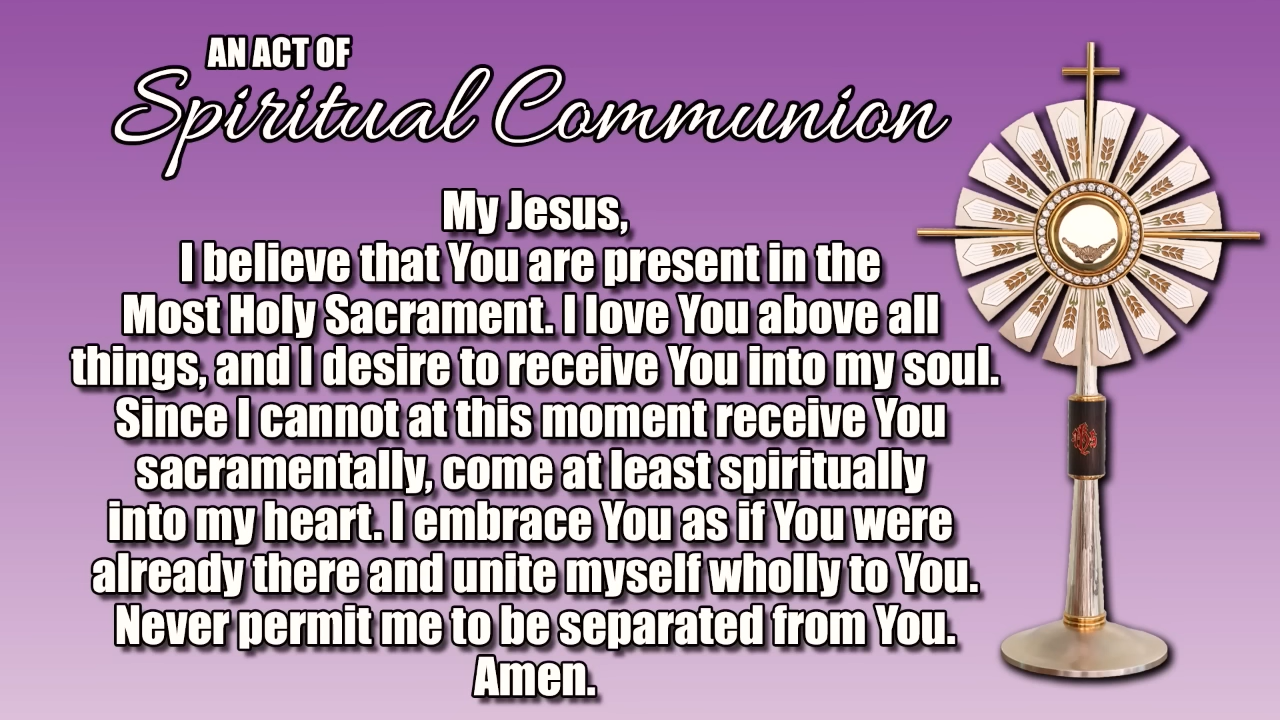 AN ACT OF
Spiritual Communion
My Jesus,
I believe that You are present in the
Most Holy Sacrament. I love You above all
things, and I desire to receive You into my soul.
Since I cannot at this moment receive You
sacramentally, come at least spiritually
into my heart. I embrace You as if You were
already there and unite myself wholly to You.
Never permit me to be separated from You.
Amen.